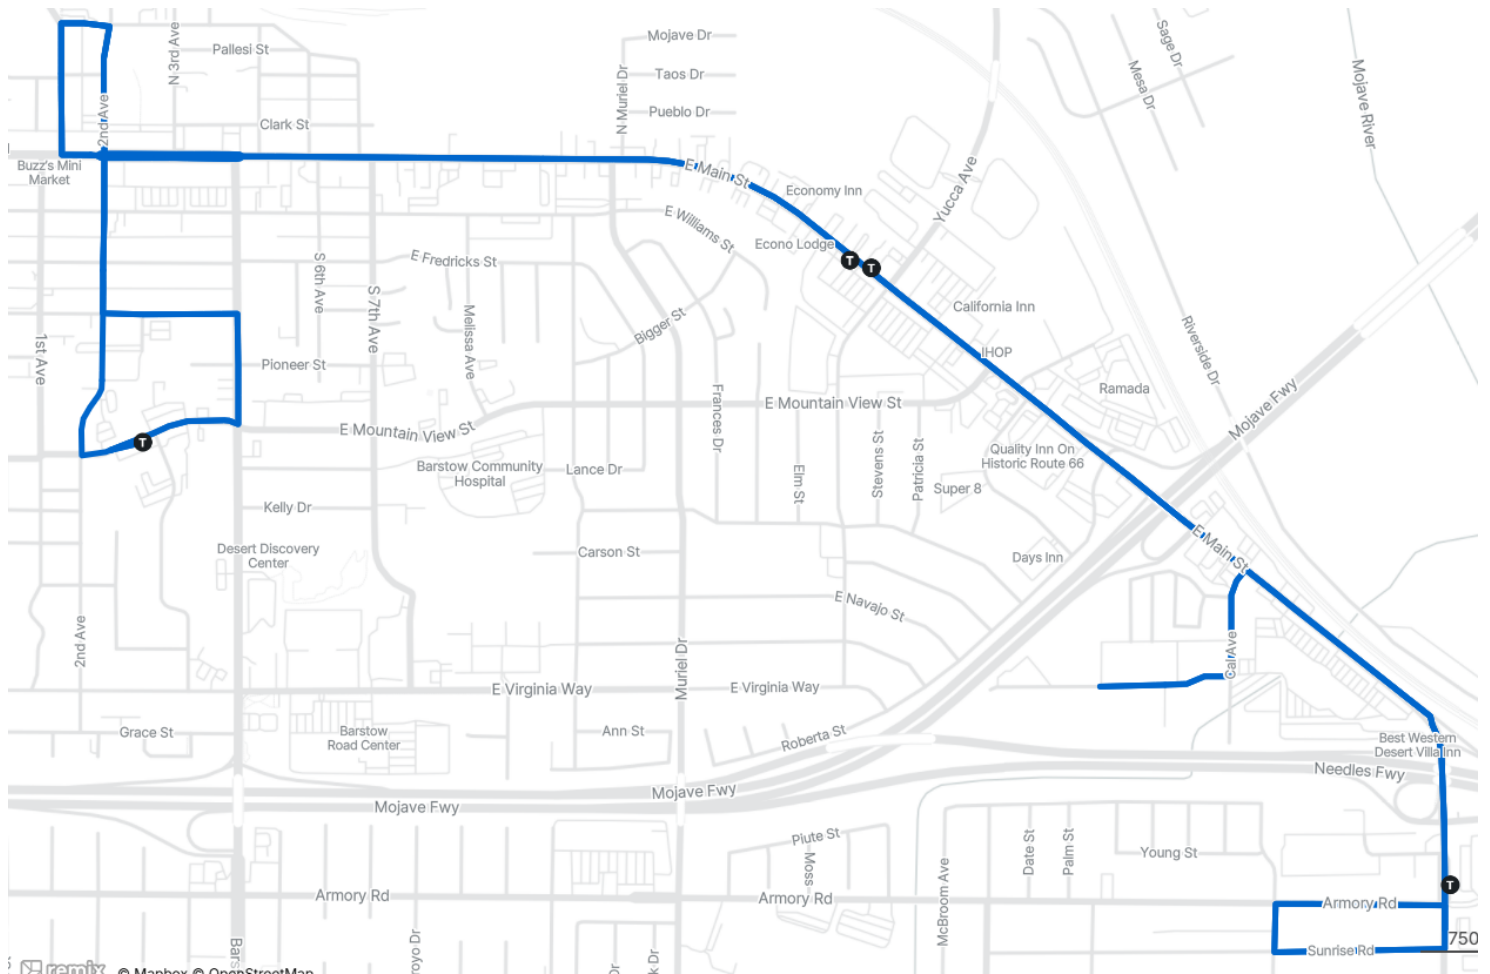 Pallesi St
N 3rd Ave
2nd Ave
Clark St
Buzz's Mini
Market
Mojave Dr
Taos Dr
N Muriel Dr
Pueblo Dr
Sage Dr
Mesa Dr
Mojave River
E Main St
Economy Inn
Yucca Ave
E Williams St
Econo Lodge
T
T
E Fredricks St
S 6th Ave
S 7th Ave
Melissa Ave
Bigger St
California Inn
Riverside Dr
IHOP
1st Ave
Pioneer St
Ramada
Frances Dr
E Mountain View St
Mojave Fwy
T
E Mountain View St
Barstow Community
Hospital
Lance Dr
Elm St
Stevens St
Patricia St
Quality Inn On
Historic Route 66
Super 8
Kelly Dr
E Main St
Desert Discovery
Center
Carson St
Days Inn
E Navajo St
2nd Ave
Muriel Dr
Cal Ave
E Virginia Way
E Virginia Way
Grace St
Barstow
Road Center
Ann St
Roberta St
Best Western
Desert Villa Inn
Needles Fwy
Mojave Fwy
Mojave Fwy
Piute St
Moss
Date St
Palm St
Young St
McBroom Ave
T
Armory Rd
Armory Rd
Armory Rd
Sunrise Rd
750
Bars
royo Dr
Dr
k Dr
remix
© Mapbox © OpenStreetMap